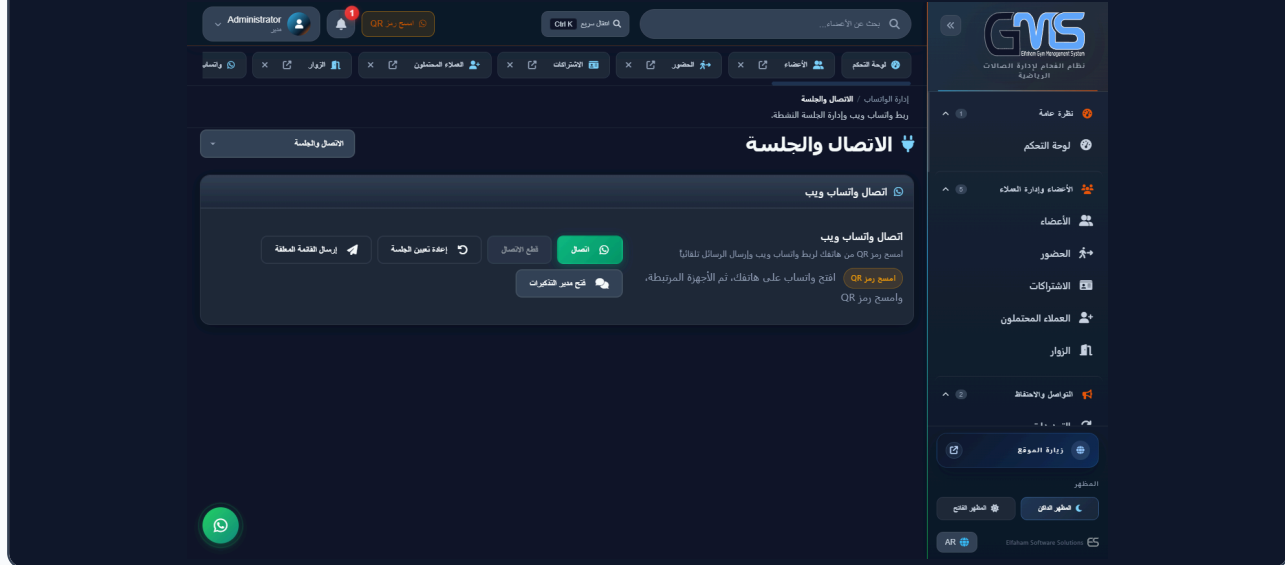 GMS
Elfaham Gym Management System
نظام الفحام لإدارة الصالات
الرياضية
نظرة عامة
1
لوحة التحكم
الأعضاء وإدارة العملاء
5
الأعضاء
الحضور
الاشتراكات
العملاء المحتملون
الزوار
التواصل والاحتفاظ
2
زيارة الموقع
المظهر
المظهر الداكن
المظهر الفاتح
Elfaham Software Solutions
AR
بحث عن الأعضاء...
انتقال سريع Ctrl K
امسح رمز QR
1
Administrator
مدير
لوحة التحكم
الأعضاء
الحضور
الاشتراكات
العملاء المحتملون
الزوار
إدارة الواتساب / الاتصال والجلسة
ربط واتساب ويب وإدارة الجلسة النشطة.
الاتصال والجلسة
الاتصال والجلسة
اتصال واتساب ويب
اتصال واتساب ويب
امسح رمز QR من هاتفك لربط واتساب ويب وإرسال الرسائل تلقائياً
امسح رمز QR افتح واتساب على هاتفك، ثم الأجهزة المرتبطة،
وامسح رمز QR
اتصال
قطع الاتصال
إعادة تعيين الجلسة
إرسال القائمة المعلقة
فتح مدير التذكيرات